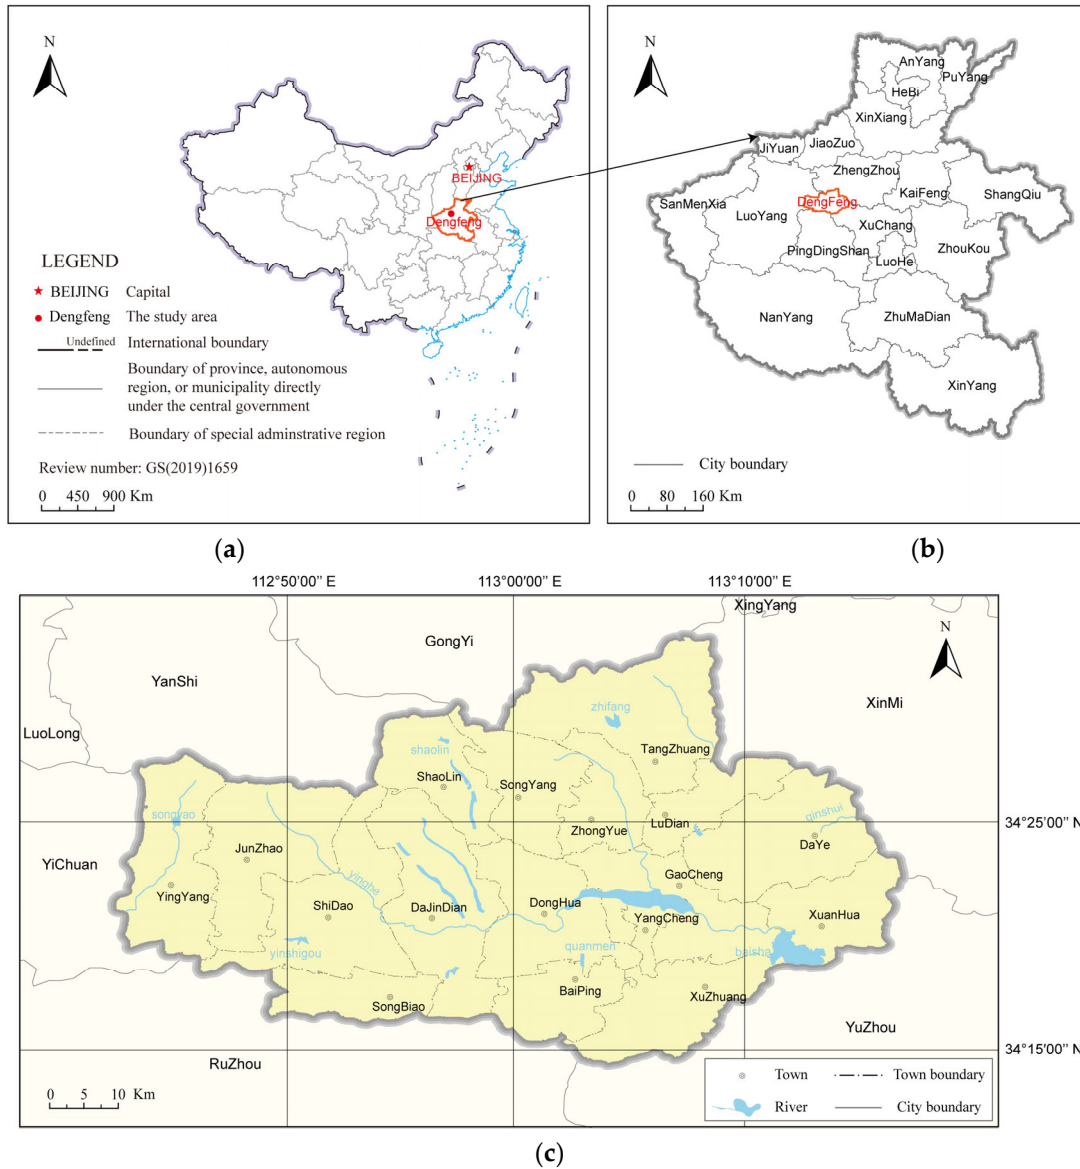 N
BEIJING
Dengfeng
LEGEND
BEIJING Capital
Dengfeng The study area
Undefined International boundary
Boundary of province, autonomous
region, or municipality directly
under the central government
Boundary of special adminstrative region
Review number: GS(2019)1659
0 450 900 Km
(a)
N
AnYang
PuYang
HeBi
XinXiang
JiaoZuo
JiYuan
ZhengZhou
KaiFeng
ShangQiu
SanMenXia
DengFeng
LuoYang
XuChang
PingDingShan
LuoHe
ZhouKou
NanYang
ZhuMaDian
XinYang
City boundary
0 80 160 Km
(b)
112°50'00'' E
113°00'00'' E
113°10'00'' E
XingYang
N
GongYi
YanShi
XinMi
LuoLong
zhifang
shaolin
TangZhuang
ShaoLin
SongYang
songyao
qinshui
ZhongYue
LuDian
34°25'00'' N
DaYe
JunZhao
YiChuan
GaoCheng
yinghe
YingYang
ShiDao
DaJinDian
DongHua
YangCheng
XuanHua
yinshigou
quanmen
baisha
BaiPing
XuZhuang
SongBiao
YuZhou
34°15'00'' N
RuZhou
Town
Town boundary
River
City boundary
0 5 10 Km
(c)